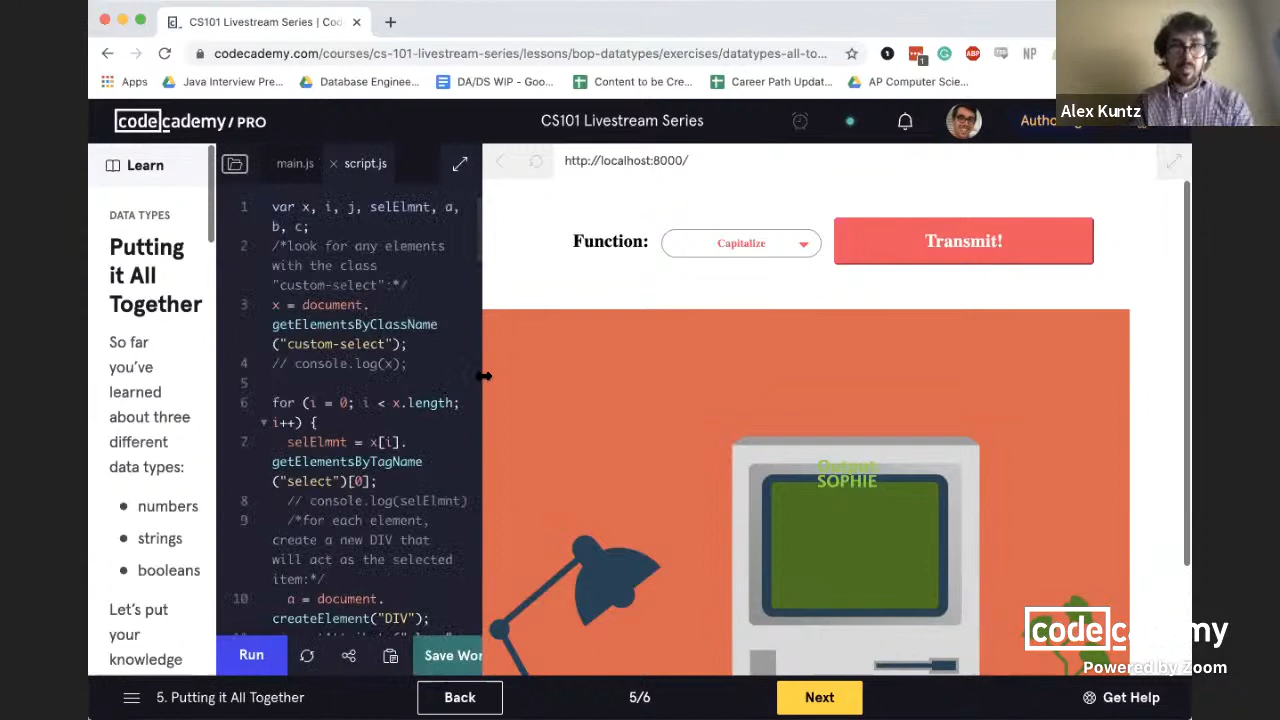 CS101 Livestream Series | Co
codecademy.com/courses/cs-101-livestream-series/lessons/bop-datatypes/exercises/datatypes-all-to...
1
NP
Apps
Java Interview Pre...
Database Enginee...
DA/DS WIP - Goo...
Content to be Cre...
Career Path Updat...
AP Computer Scie...
Alex Kuntz
codecademy / PRO
CS101 Livestream Series
Learn
main.js
script.js
http://localhost:8000/
DATA TYPES
Putting
it All
Together
So far
you've
learned
about three
different
data types:
numbers
strings
booleans
Let's put
your
knowledge
1 var x, i, j, selElmnt, a,
b, c;
2 /*look for any elements
with the class
"custom-select":*/
3 x = document.
getElementsByClassName
("custom-select");
4 // console.log(x);
5
6 for (i = 0; i < x.length;
i++) {
7 selElmnt = x[i].
getElementsByTagName
("select")[0];
8 // console.log(selElmnt)
9 /*for each element,
create a new DIV that
will act as the selected
item:*/
10 a = document.
createElement("DIV");
Function:
Capitalize
Transmit!
Output:
SOPHIE
Run
Save Wor
5. Putting it All Together
Back
5/6
Next
Get Help
codecademy
Powered by Zoom